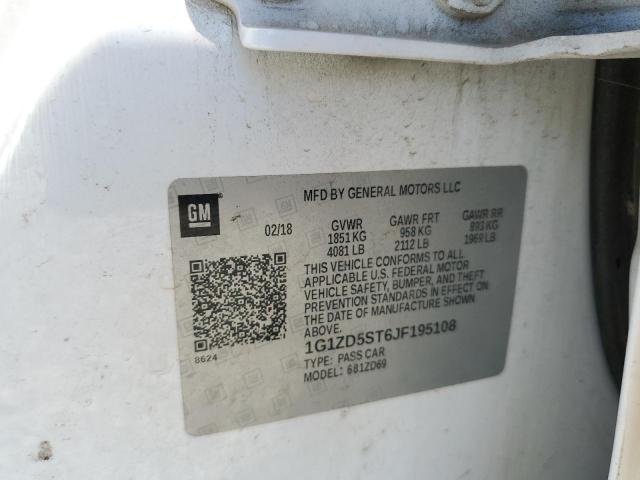 MFD BY GENERAL MOTORS LLC
GM
02/18 GVWR GAWR FRT GAWR RR
1851 KG 958 KG 893 KG
4081 LB 2112 LB 1969 LB
THIS VEHICLE CONFORMS TO ALL
APPLICABLE U.S. FEDERAL MOTOR
VEHICLE SAFETY, BUMPER, AND THEFT
PREVENTION STANDARDS IN EFFECT ON
THE DATE OF MANUFACTURE SHOWN
ABOVE.
1G1ZD5ST6JF195108
TYPE: PASS CAR
MODEL: 681ZD69
8624